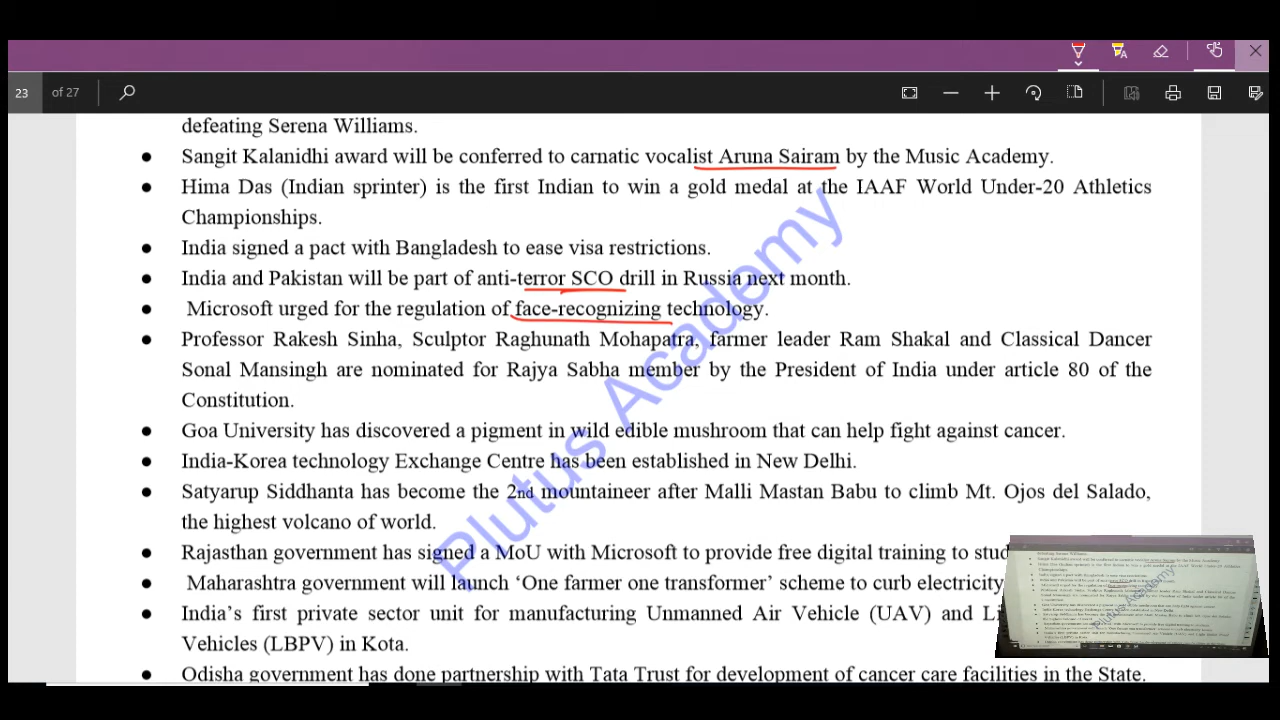 23 of 27
defeating Serena Williams.
● Sangit Kalanidhi award will be conferred to carnatic vocalist Aruna Sairam by the Music Academy.
● Hima Das (Indian sprinter) is the first Indian to win a gold medal at the IAAF World Under-20 Athletics
Championships.
● India signed a pact with Bangladesh to ease visa restrictions.
● India and Pakistan will be part of anti-terror SCO drill in Russia next month.
● Microsoft urged for the regulation of face-recognizing technology.
● Professor Rakesh Sinha, Sculptor Raghunath Mohapatra, farmer leader Ram Shakal and Classical Dancer
Sonal Mansingh are nominated for Rajya Sabha member by the President of India under article 80 of the
Constitution.
● Goa University has discovered a pigment in wild edible mushroom that can help fight against cancer.
● India-Korea technology Exchange Centre has been established in New Delhi.
● Satyarup Siddhanta has become the 2nd mountaineer after Malli Mastan Babu to climb Mt. Ojos del Salado,
the highest volcano of world.
● Rajasthan government has signed a MoU with Microsoft to provide free digital training to stud
● Maharashtra government will launch ‘One farmer one transformer’ scheme to curb electricity
● India’s first private for manufacturing Unmanned Air Vehicle (UAV) and Li
Vehicles (LBPV) in Kota.
● Odisha government has done partnership with Tata Trust for development of cancer care facilities in the State.
Plutus Academy